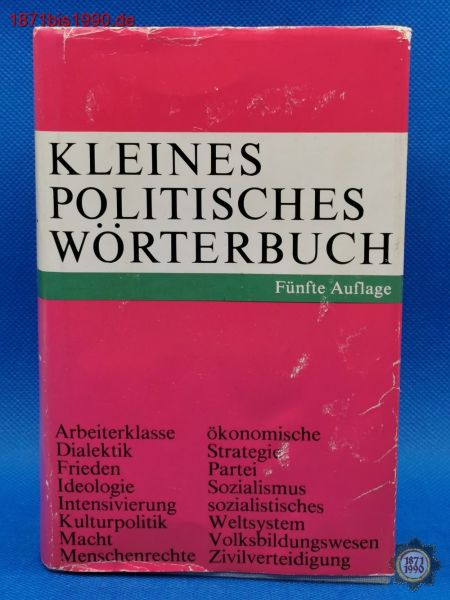 1871bis1990.de
KLEINES
POLITISCHES
WÖRTERBUCH
Fünfte Auflage
Arbeiterklasse
Dialektik
Frieden
Ideologie
Intensivierung
Kulturpolitik
Macht
Menschenrechte
ökonomische
Strategie
Partei
Sozialismus
sozialistisches
Weltsystem
Volksbildungswesen
Zivilverteidigung
1871
1990